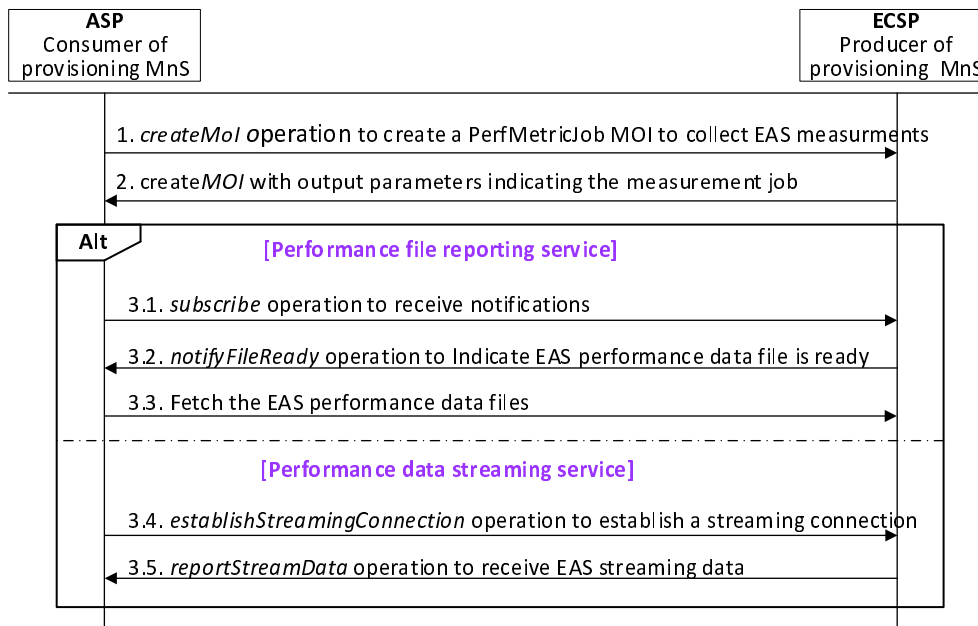 ASP
Consumer of
provisioning MnS
ECSP
Producer of
provisioning MnS
1. createMoI operation to create a PerfMetricJob MOI to collect EAS measurments
2. createMOI with output parameters indicating the measurement job
Alt
[Performance file reporting service]
3.1. subscribe operation to receive notifications
3.2. notifyFileReady operation to Indicate EAS performance data file is ready
3.3. Fetch the EAS performance data files
[Performance data streaming service]
3.4. establishStreamingConnection operation to establish a streaming connection
3.5. reportStreamData operation to receive EAS streaming data